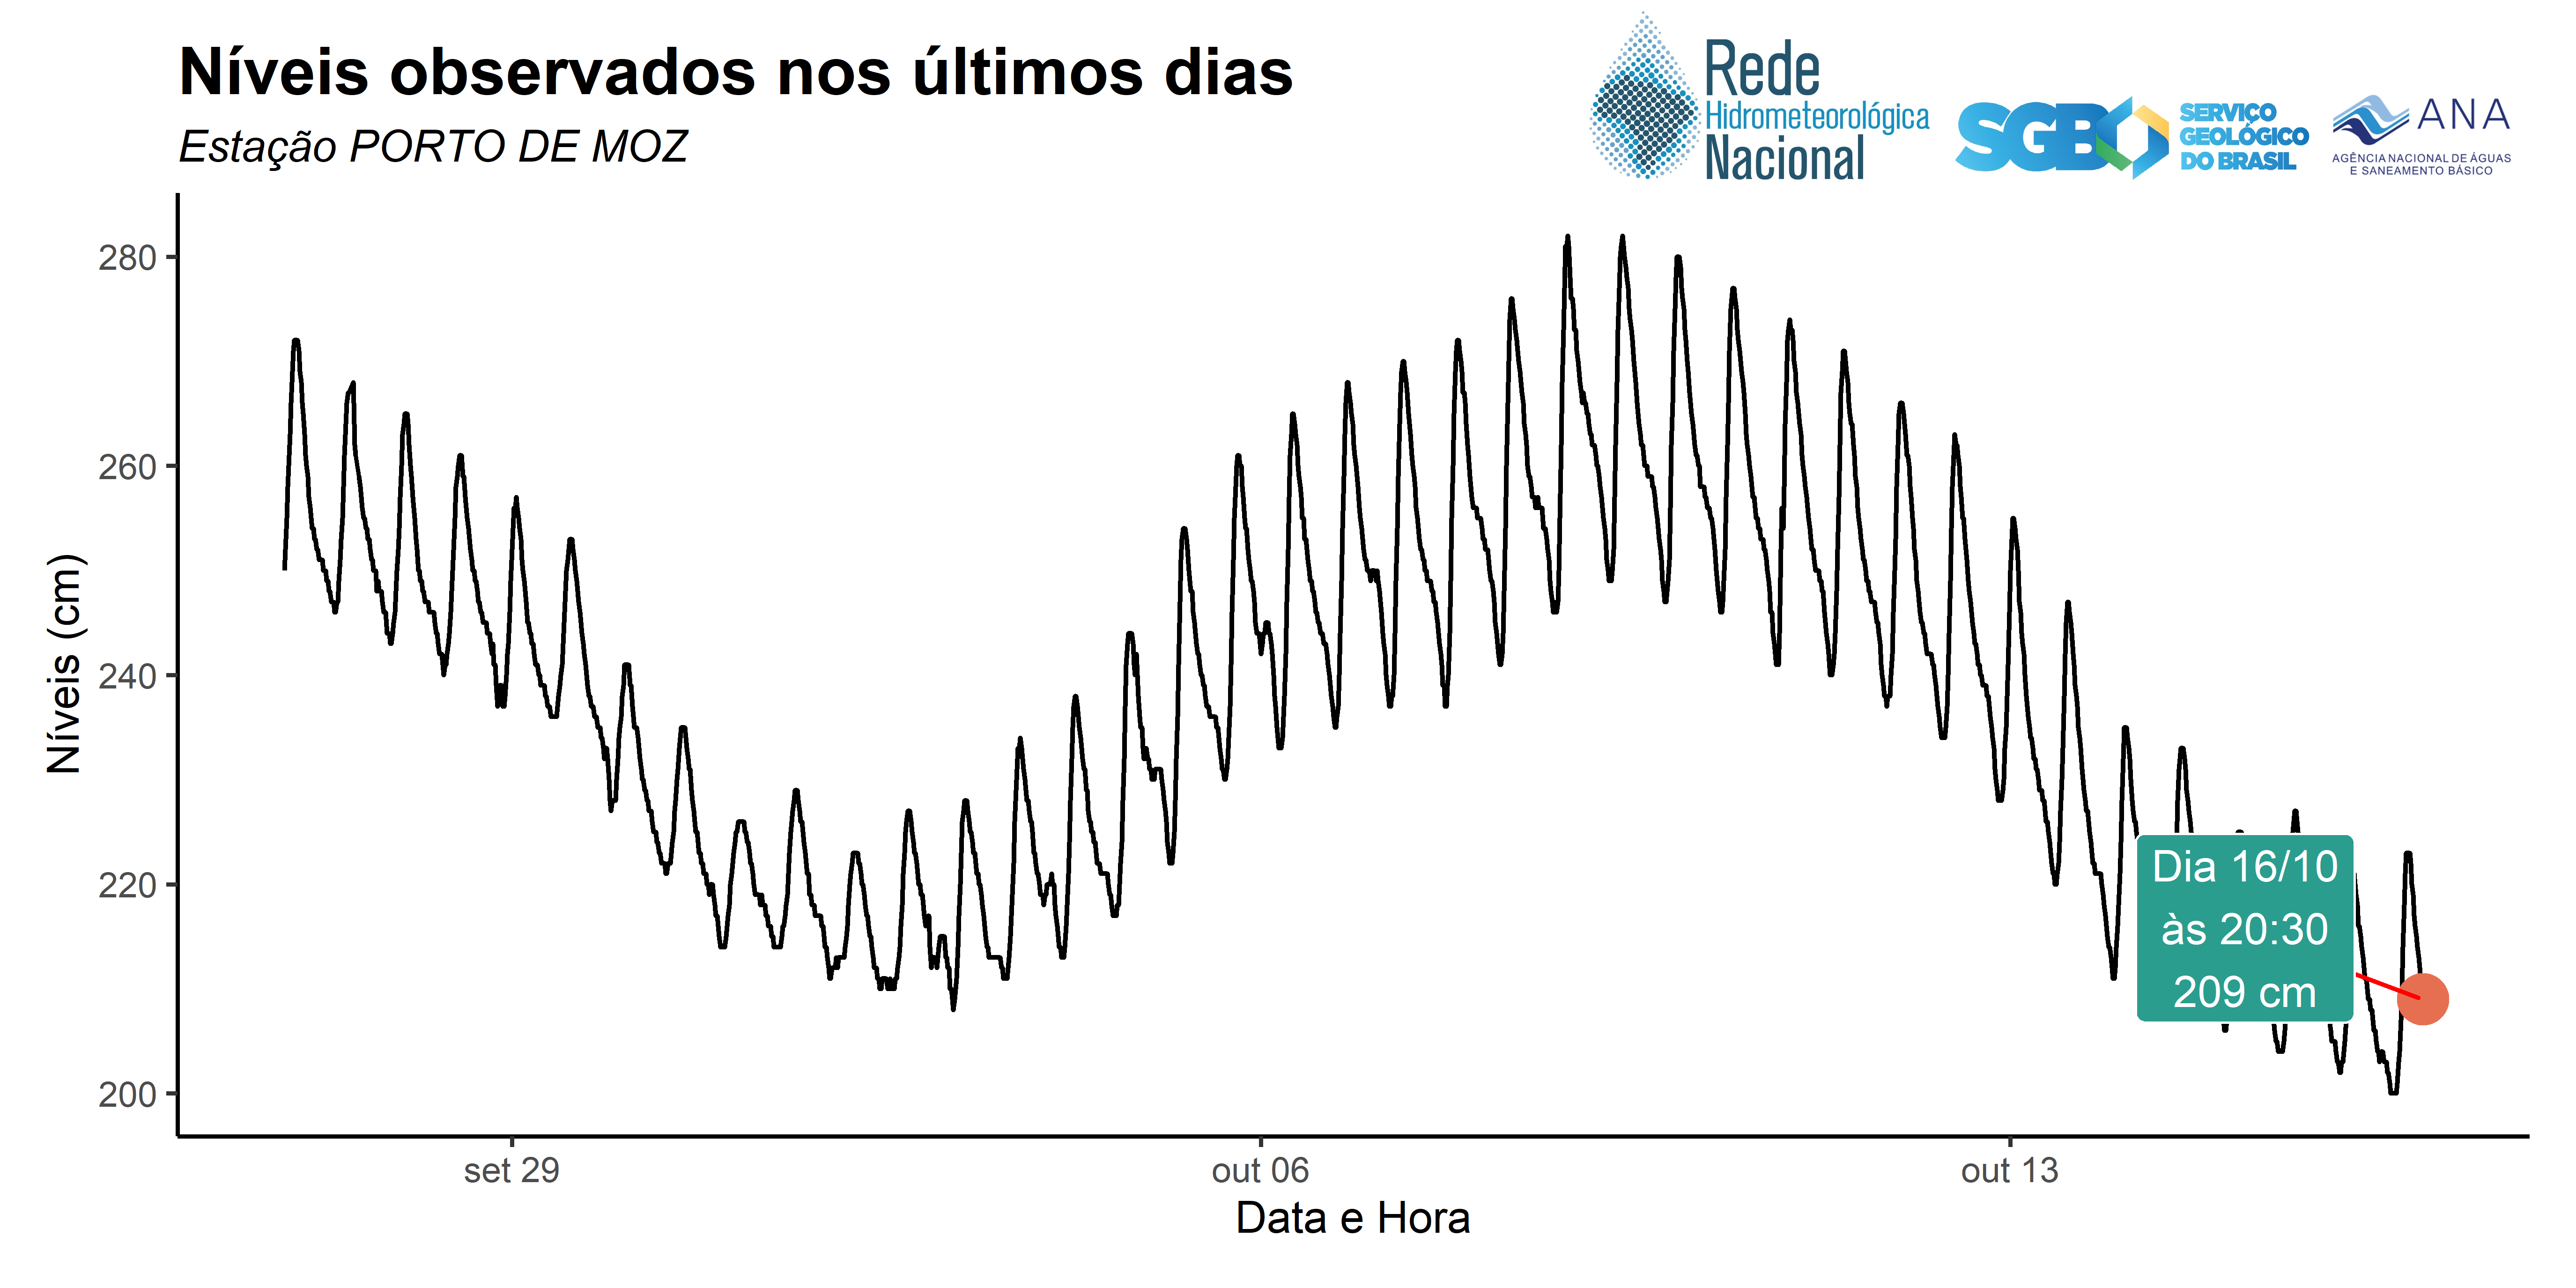 Níveis observados nos últimos dias
Estação PORTO DE MOZ
Rede
Hidrometeorológica
Nacional
SGB
SERVIÇO
GEOLÓGICO
DO BRASIL
ANA
AGÊNCIA NACIONAL DE ÁGUAS
E SANEAMENTO BÁSICO
Níveis (cm)
280
260
240
220
200
Dia 16/10
às 20:30
209 cm
set 29
out 06
out 13
Data e Hora